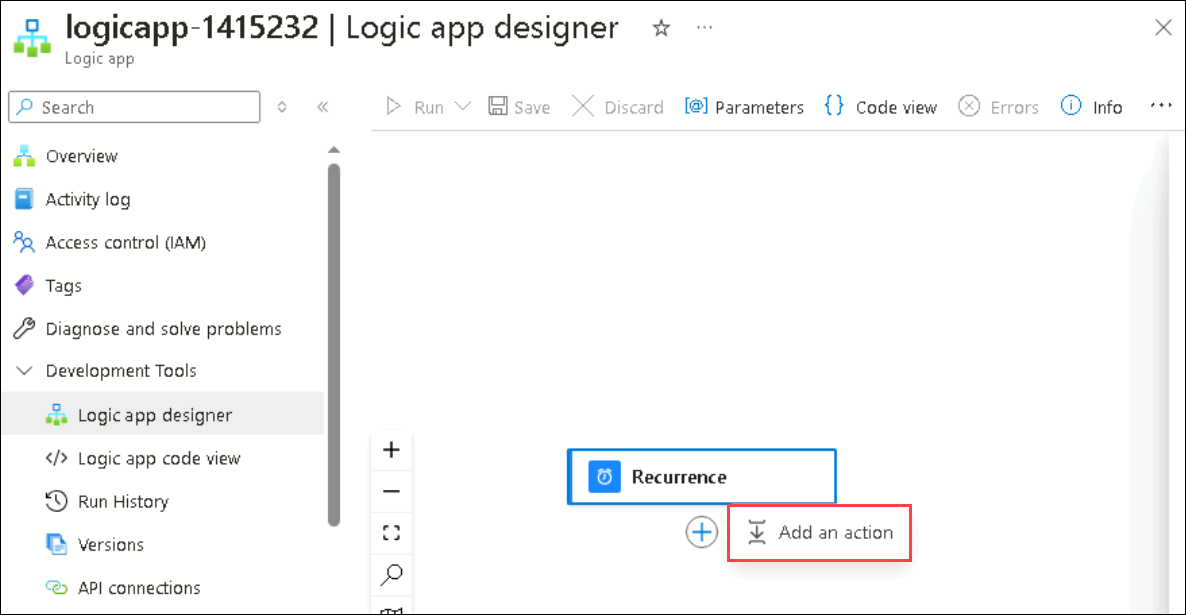 logicapp-1415232 | Logic app designer
Logic app
Search
Run Save Discard Parameters Code view Errors Info
Overview
Activity log
Access control (IAM)
Tags
Diagnose and solve problems
Development Tools
Logic app designer
Logic app code view
Run History
Versions
API connections
Recurrence
Add an action